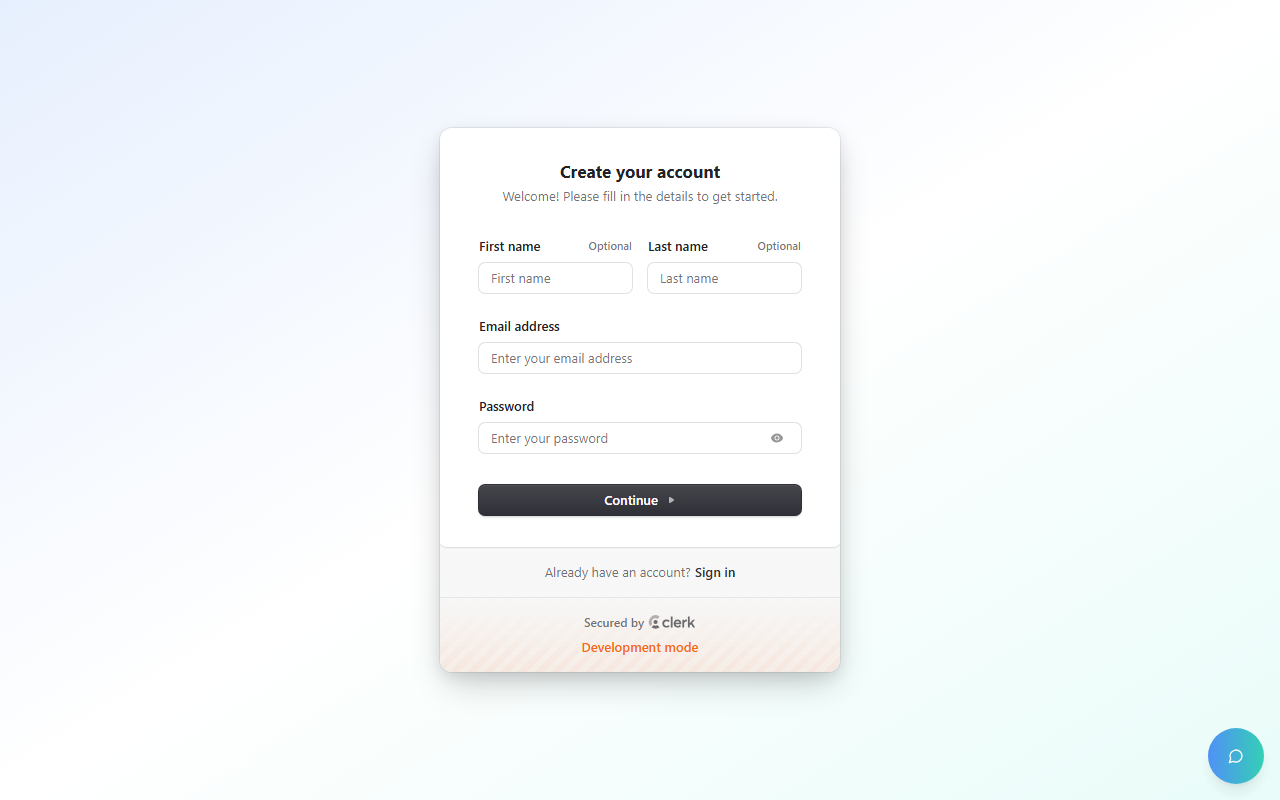 Create your account
Welcome! Please fill in the details to get started.
First name Optional Last name Optional
First name Last name
Email address
Enter your email address
Password
Enter your password
Continue
Already have an account? Sign in
Secured by clerk
Development mode